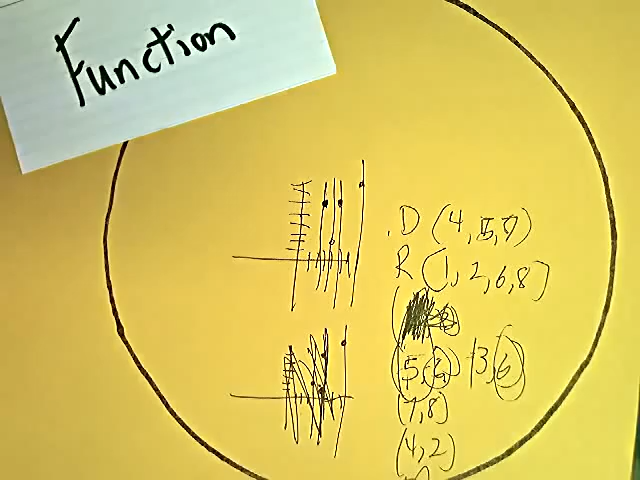 Function
D (4, 5, 7)
R (1, 2, 6, 8)
(5, 6) (3, 6)
(7, 8)
(4, 2)